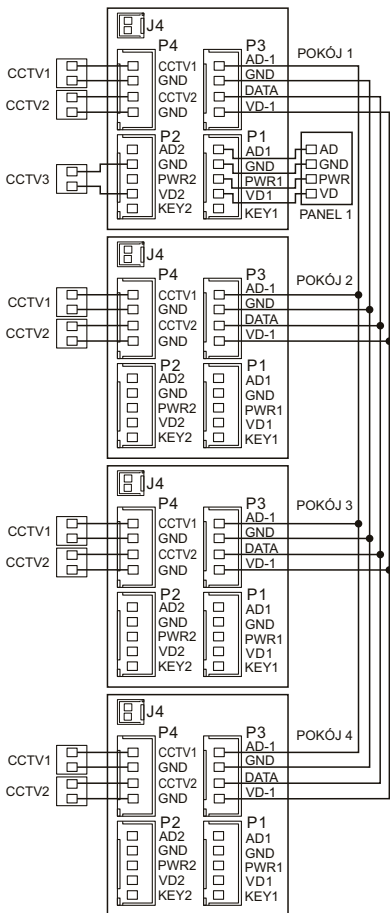 J4
P4 P3
CCTV1 CCTV1 AD-1 POKÓJ 1
GND GND
CCTV2 CCTV2 DATA
GND VD-1
P2 P1
AD2 AD1 AD
CCTV3 GND GND GND
PWR2 PWR1 PWR
VD2 VD1 VD
KEY2 KEY1 PANEL 1
J4
P4 P3
CCTV1 CCTV1 AD-1 POKÓJ 2
GND GND
CCTV2 CCTV2 DATA
GND VD-1
P2 P1
AD2 AD1
GND GND
PWR2 PWR1
VD2 VD1
KEY2 KEY1
J4
P4 P3
CCTV1 CCTV1 AD-1 POKÓJ 3
GND GND
CCTV2 CCTV2 DATA
GND VD-1
P2 P1
AD2 AD1
GND GND
PWR2 PWR1
VD2 VD1
KEY2 KEY1
J4
P4 P3
CCTV1 CCTV1 AD-1 POKÓJ 4
GND GND
CCTV2 CCTV2 DATA
GND VD-1
P2 P1
AD2 AD1
GND GND
PWR2 PWR1
VD2 VD1
KEY2 KEY1